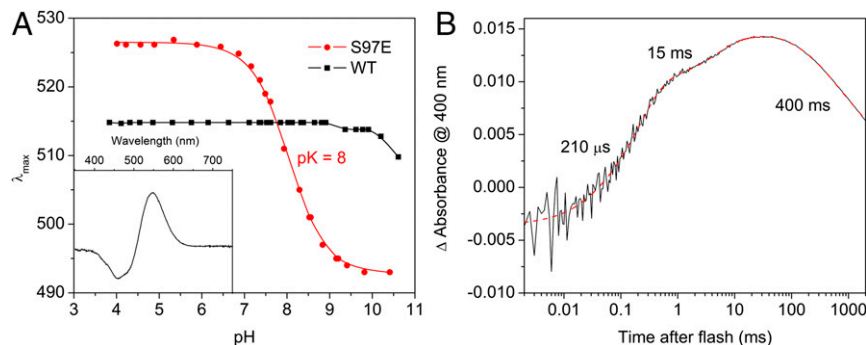 A
530
520
510
500
490
λmax
S97E
WT
pK = 8
Wavelength (nm)
400 500 600 700
3 4 5 6 7 8 9 10 11
pH
B
0.015
0.010
0.005
0.000
-0.005
-0.010
Δ Absorbance @ 400 nm
210 μs
15 ms
400 ms
0.01 0.1 1 10 100 1000
Time after flash (ms)